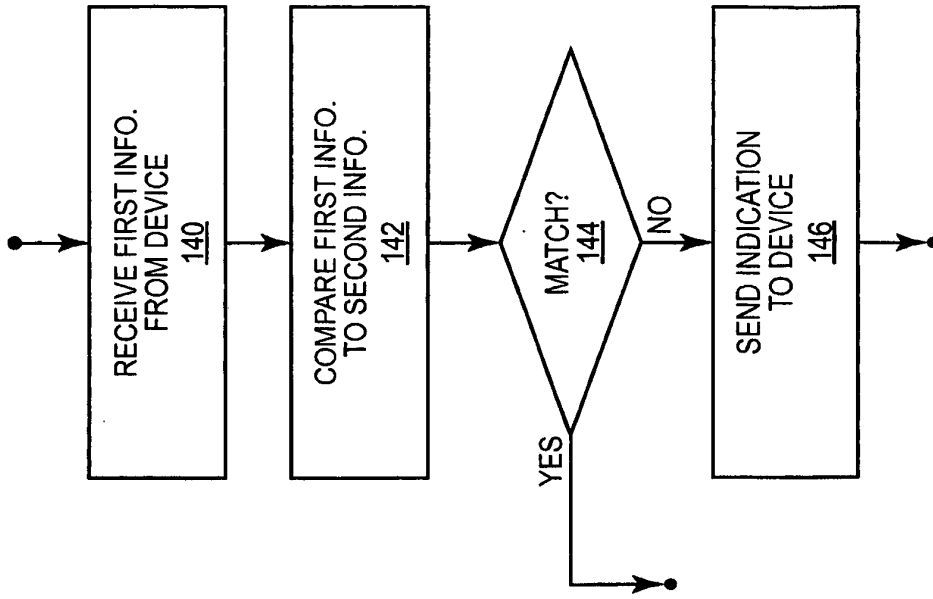 RECEIVE FIRST INFO.
FROM DEVICE
140
COMPARE FIRST INFO.
TO SECOND INFO.
142
MATCH?
144
YES
NO
SEND INDICATION
TO DEVICE
146